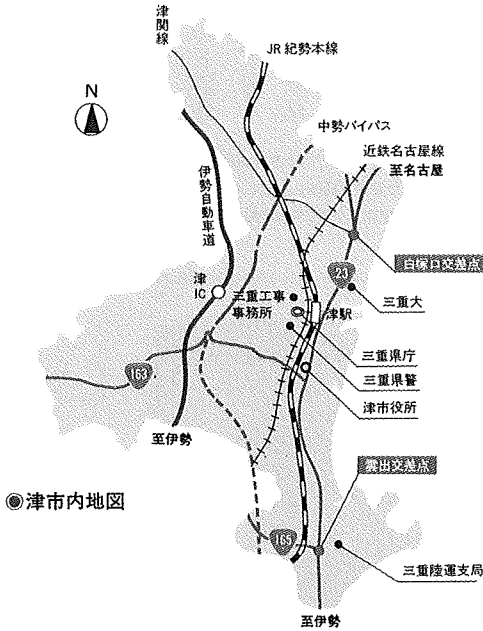 津関線
JR紀勢本線
N
中勢バイパス
近鉄名古屋線
至名古屋
伊勢自動車道
白塚口交差点
23
津IC
三重工事
事務所
津駅
三重大
三重県庁
三重県警
163
津市役所
至伊勢
雲出交差点
◉津市内地図
165
三重陸運支局
至伊勢